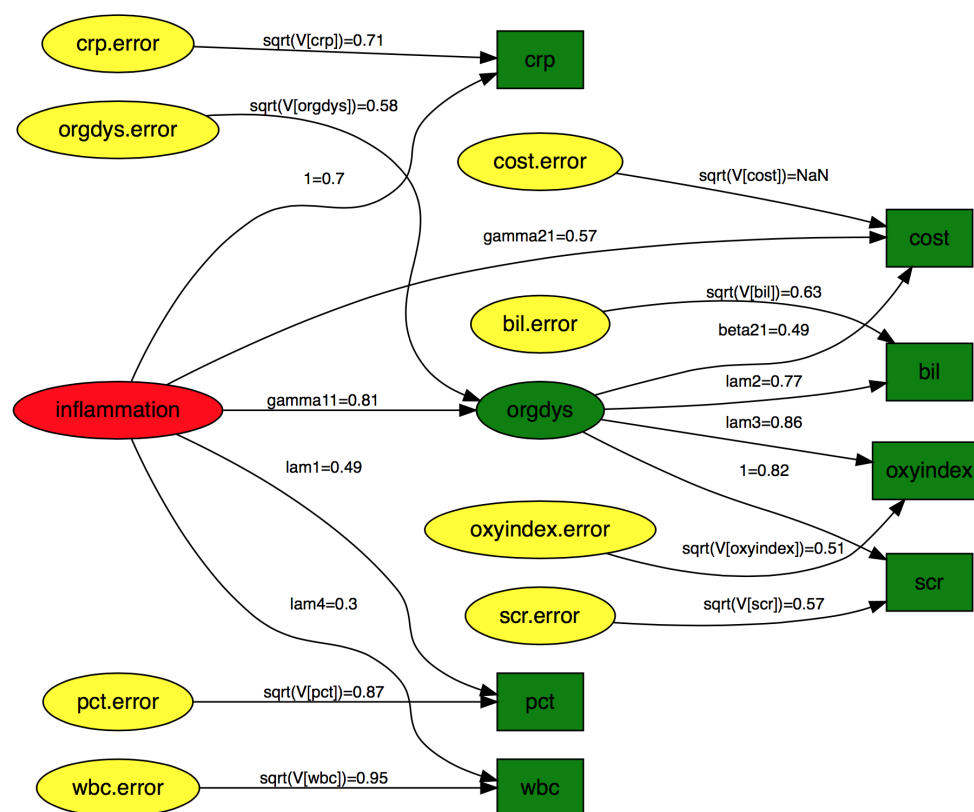 crp.error
sqrt(V[crp])=0.71
crp
sqrt(V[orgdys])=0.58
orgdys.error
cost.error
sqrt(V[cost])=NaN
1=0.7
gamma21=0.57
cost
sqrt(V[bil])=0.63
bil.error
beta21=0.49
bil
lam2=0.77
inflammation
gamma11=0.81
orgdys
lam3=0.86
lam1=0.49
1=0.82
oxyindex
oxyindex.error
sqrt(V[oxyindex])=0.51
scr
lam4=0.3
sqrt(V[scr])=0.57
scr.error
pct.error
sqrt(V[pct])=0.87
pct
wbc.error
sqrt(V[wbc])=0.95
wbc